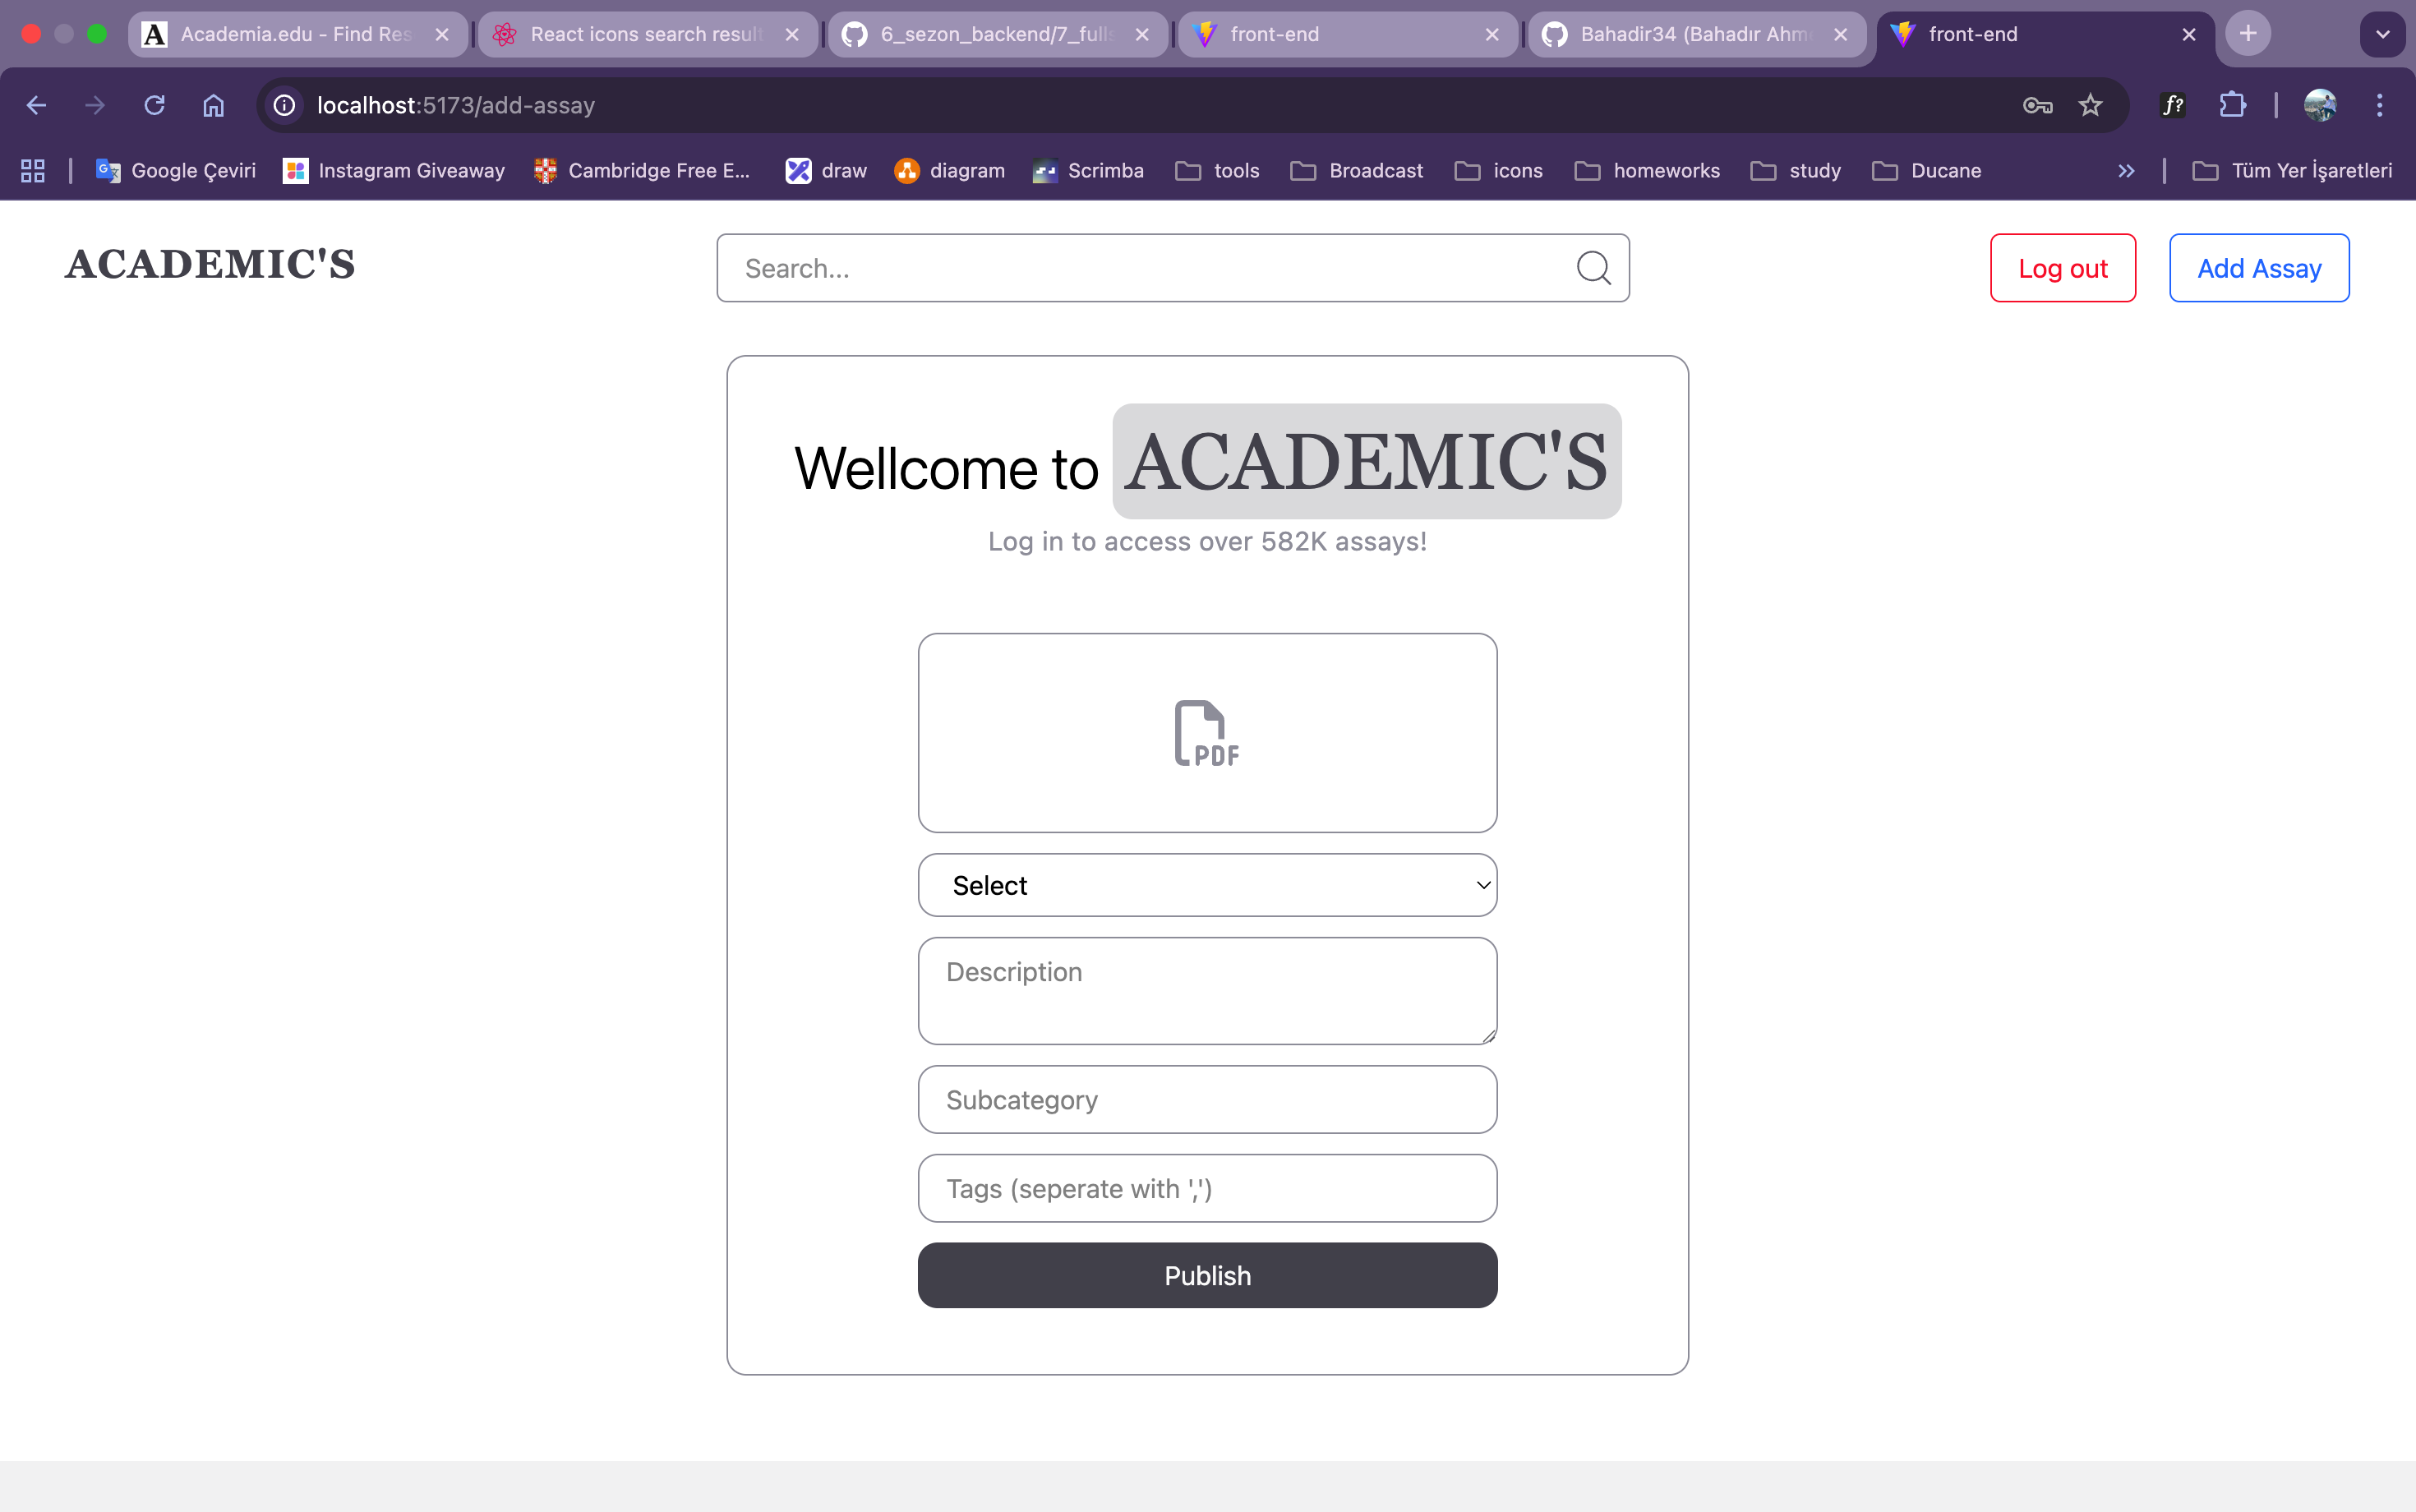 A Academia.edu - Find Res
React icons search result
6_sezon_backend/7_fulls
front-end
Bahadir34 (Bahadır Ahm
front-end
localhost:5173/add-assay
f?
Google Çeviri
Instagram Giveaway
Cambridge Free E...
draw
diagram
Scrimba
tools
Broadcast
icons
homeworks
study
Ducane
Tüm Yer İşaretleri
ACADEMIC'S
Search...
Log out
Add Assay
Wellcome to ACADEMIC'S
Log in to access over 582K assays!
PDF
Select
Description
Subcategory
Tags (seperate with ',')
Publish